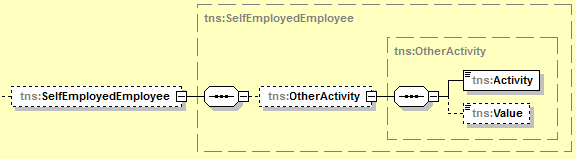 tns:SelfEmployedEmployee
tns:OtherActivity
tns:SelfEmployedEmployee
tns:OtherActivity
tns:Activity
tns:Value